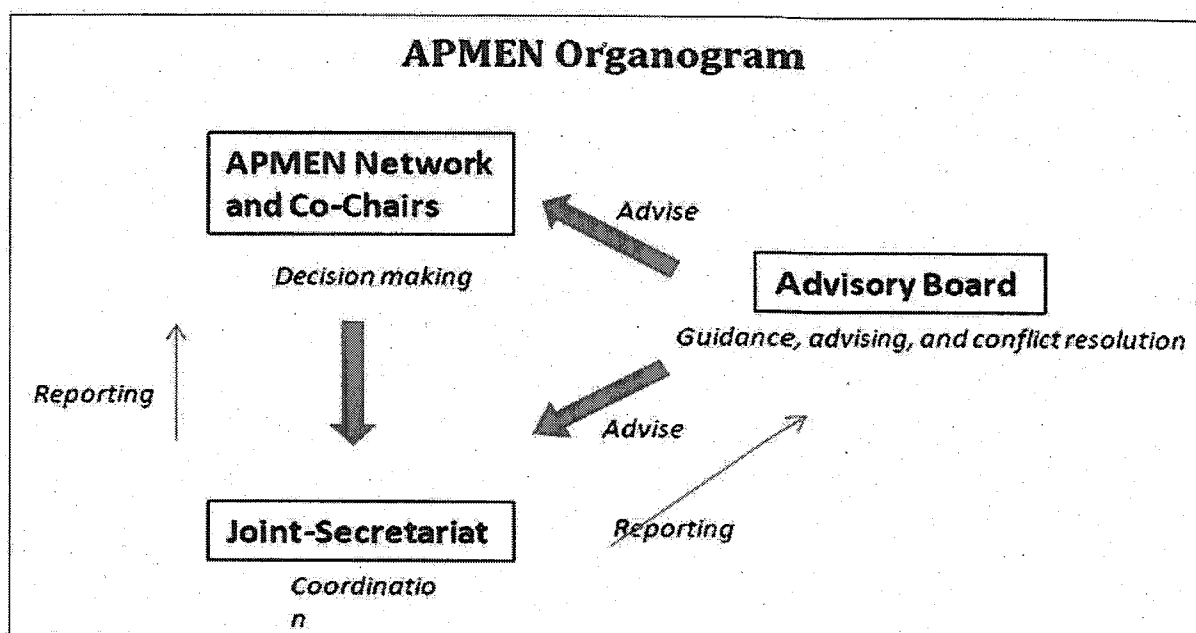 APMEN Organogram
APMEN Network
and Co-Chairs
Advise
Decision making
Advisory Board
Guidance, advising, and conflict resolution
Reporting
Advise
Joint-Secretariat
Reporting
Coordinatio
n